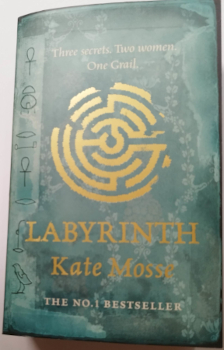 Three secrets. Two women.
One Grail.
LABYRINTH
Kate Mosse
THE NO.1 BESTSELLER